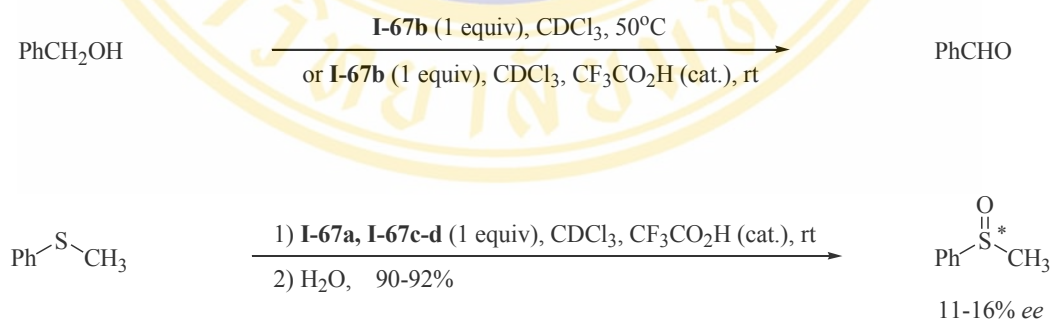 I-67b (1 equiv), CDCl3, 50°C
PhCH2OH
PhCHO
or I-67b (1 equiv), CDCl3, CF3CO2H (cat.), rt
O
1) I-67a, I-67c-d (1 equiv), CDCl3, CF3CO2H (cat.), rt
Ph S CH3
Ph S * CH3
2) H2O, 90-92%
11-16% ee